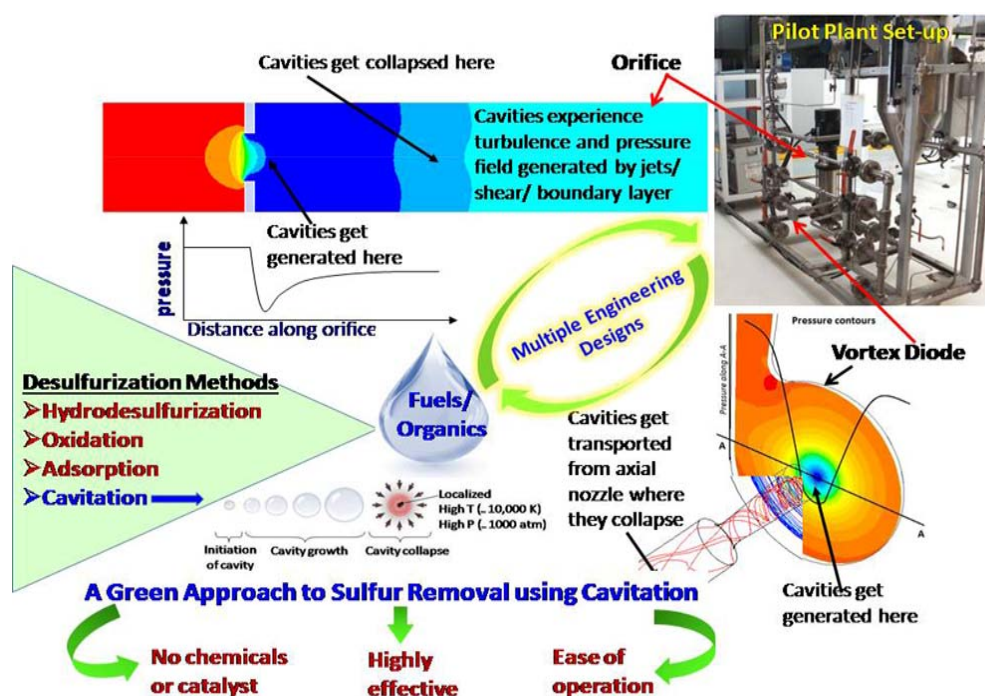 Pilot Plant Set-up
Cavities get collapsed here
Orifice
Cavities experience
turbulence and pressure
field generated by jets/
shear/ boundary layer
Cavities get
generated here
pressure
Distance along orifice
Multiple Engineering
Designs
Pressure contours
Pressure along A-A
Vortex Diode
A
A
Desulfurization Methods
➢Hydrodesulfurization
➢Oxidation
➢Adsorption
➢Cavitation
Fuels/
Organics
Cavities get
transported
from axial
nozzle where
they collapse
Localized
High T (~10,000 K)
High P (~1000 atm)
Initiation
of cavity
Cavity growth
Cavity collapse
Cavities get
generated here
A Green Approach to Sulfur Removal using Cavitation
No chemicals
or catalyst
Highly
effective
Ease of
operation